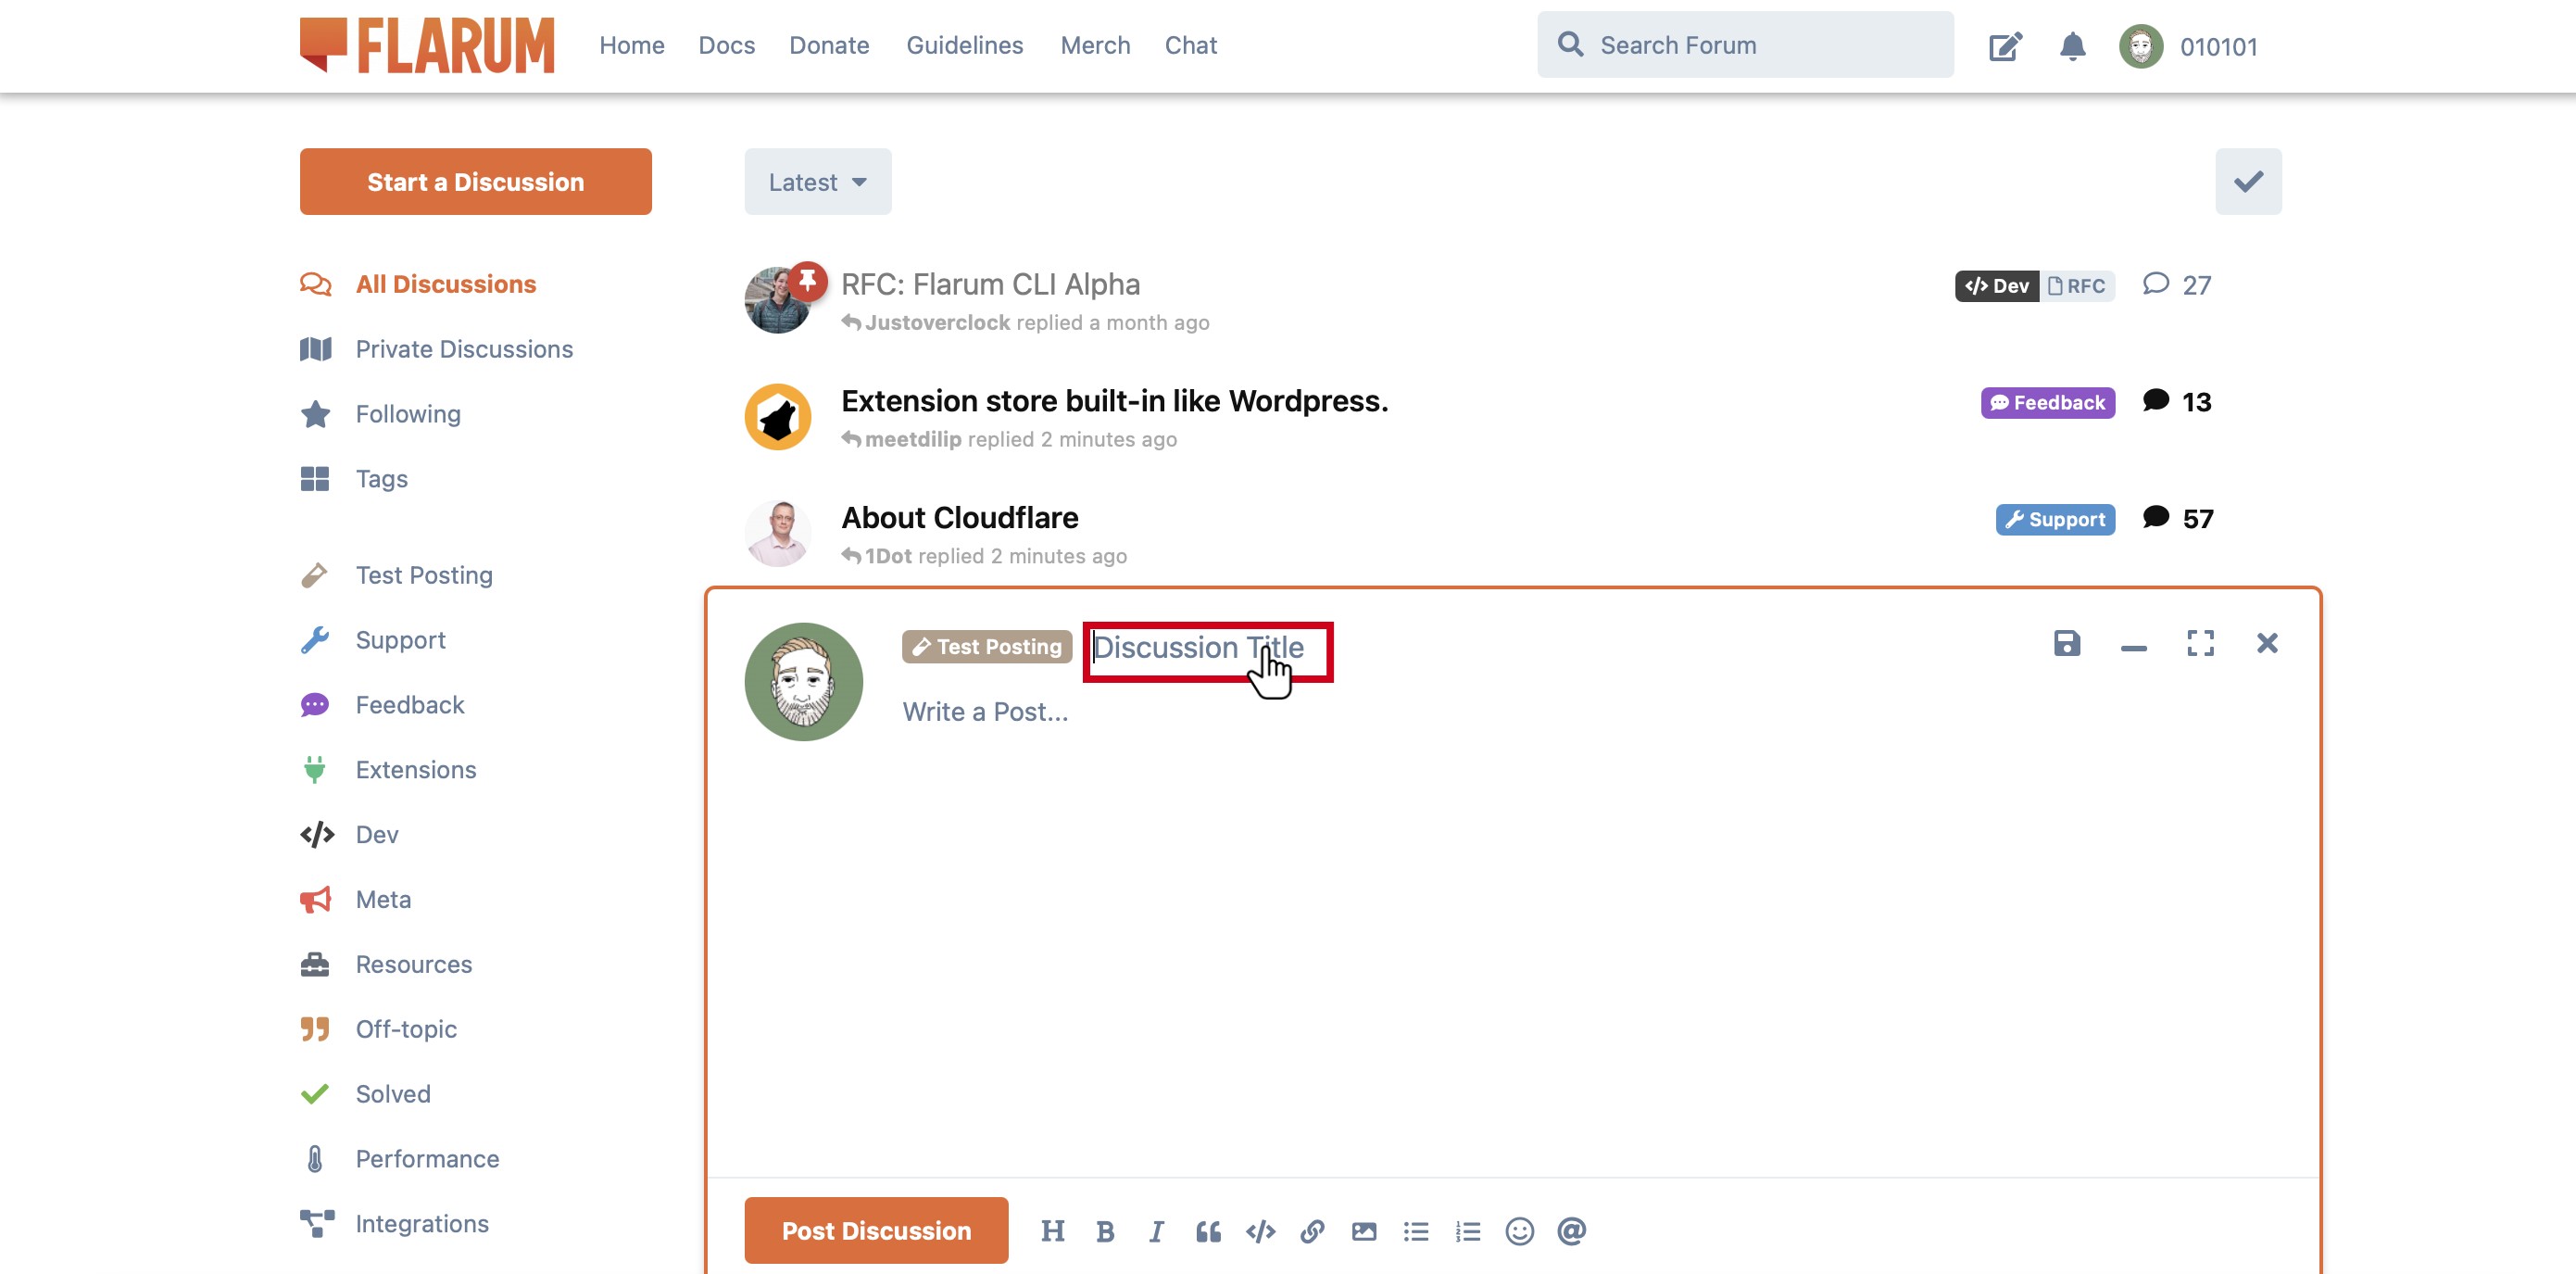 FLARUM Home Docs Donate Guidelines Merch Chat Search Forum 010101
Start a Discussion
Latest
All Discussions
Private Discussions
Following
Tags
Test Posting
Support
Feedback
Extensions
Dev
Meta
Resources
Off-topic
Solved
Performance
Integrations
RFC: Flarum CLI Alpha
Justoverclock replied a month ago
Dev RFC 27
Extension store built-in like Wordpress.
meetdilip replied 2 minutes ago
Feedback 13
About Cloudflare
1Dot replied 2 minutes ago
Support 57
Test Posting Discussion Title
Write a Post...
Post Discussion